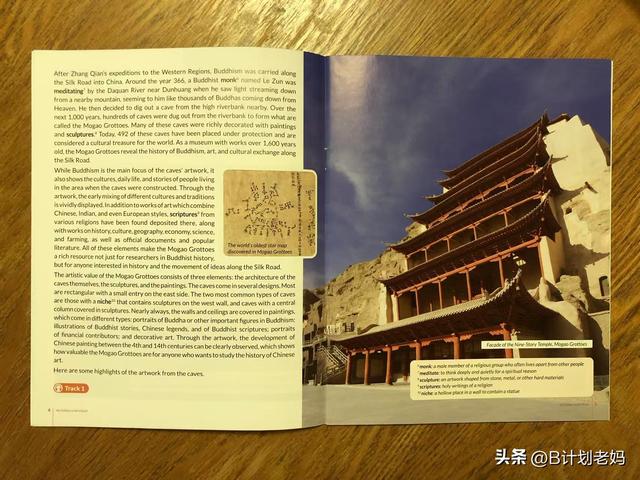 After Zhang Qian's expeditions to the Western Regions, Buddhism was carried along
the Silk Road into China. Around the year 366, a Buddhist monk⁶ named Le Zun was
meditating⁷ by the Daquan River near Dunhuang when he saw light streaming down
from a nearby mountain, seeming to him like thousands of Buddhas coming down from
Heaven. He then decided to dig out a cave from the high riverbank nearby. Over the
next 1,000 years, hundreds of caves were dug out from the riverbank to form what
are called the Mogao Grottoes. Many of these caves were richly decorated with paintings
and sculptures.⁸ Today, 492 of these caves have been placed under protection and are
considered a cultural treasure for the world. As a museum with works over 1,600 years
old, the Mogao Grottoes reveal the history of Buddhism, art, and cultural exchange along
the Silk Road.
While Buddhism is the main focus of the caves' artwork, it
also shows the cultures, daily life, and stories of people living
in the area when the caves were constructed. Through the
artwork, the early mixing of different cultures and traditions
is vividly displayed. In addition to works of art which combine
Chinese, Indian, and even European styles, scriptures⁹ from
various religions have been found deposited there, along
with works on history, culture, geography, economy, science,
and farming, as well as official documents and popular
literature. All of these elements make the Mogao Grottoes
a rich resource not just for researchers in Buddhist history,
but for anyone interested in history and the movement of ideas along the Silk Road.
The world's oldest star map
discovered in Mogao Grottoes
The artistic value of the Mogao Grottoes consists of three elements: the architecture of the
caves themselves, the sculptures, and the paintings. The caves come in several designs. Most
are rectangular with a small entry on the east side. The two most common types of caves
are those with a niche¹⁰ that contains sculptures on the west wall, and caves with a central
column covered in sculptures. Nearly always, the walls and ceilings are covered in paintings,
which come in different types: portraits of Buddha or other important figures in Buddhism;
illustrations of Buddhist stories, Chinese legends, and of Buddhist scriptures; portraits
of financial contributors; and decorative art. Through the artwork, the development of
Chinese painting between the 4th and 14th centuries can be clearly observed, which shows
how valuable the Mogao Grottoes are for anyone who wants to study the history of Chinese
art.
Here are some highlights of the artwork from the caves.
Track 1
4
Facade of the Nine-Story Temple, Mogao Grottoes
⁶ monk: a male member of a religious group who often lives apart from other people
⁷ meditate: to think deeply and quietly for a spiritual reason
⁸ sculpture: an artwork shaped from stone, metal, or other hard materials
⁹ scriptures: holy writings of a religion
¹⁰ niche: a hollow place in a wall to contain a statue
头条 @B计划老妈